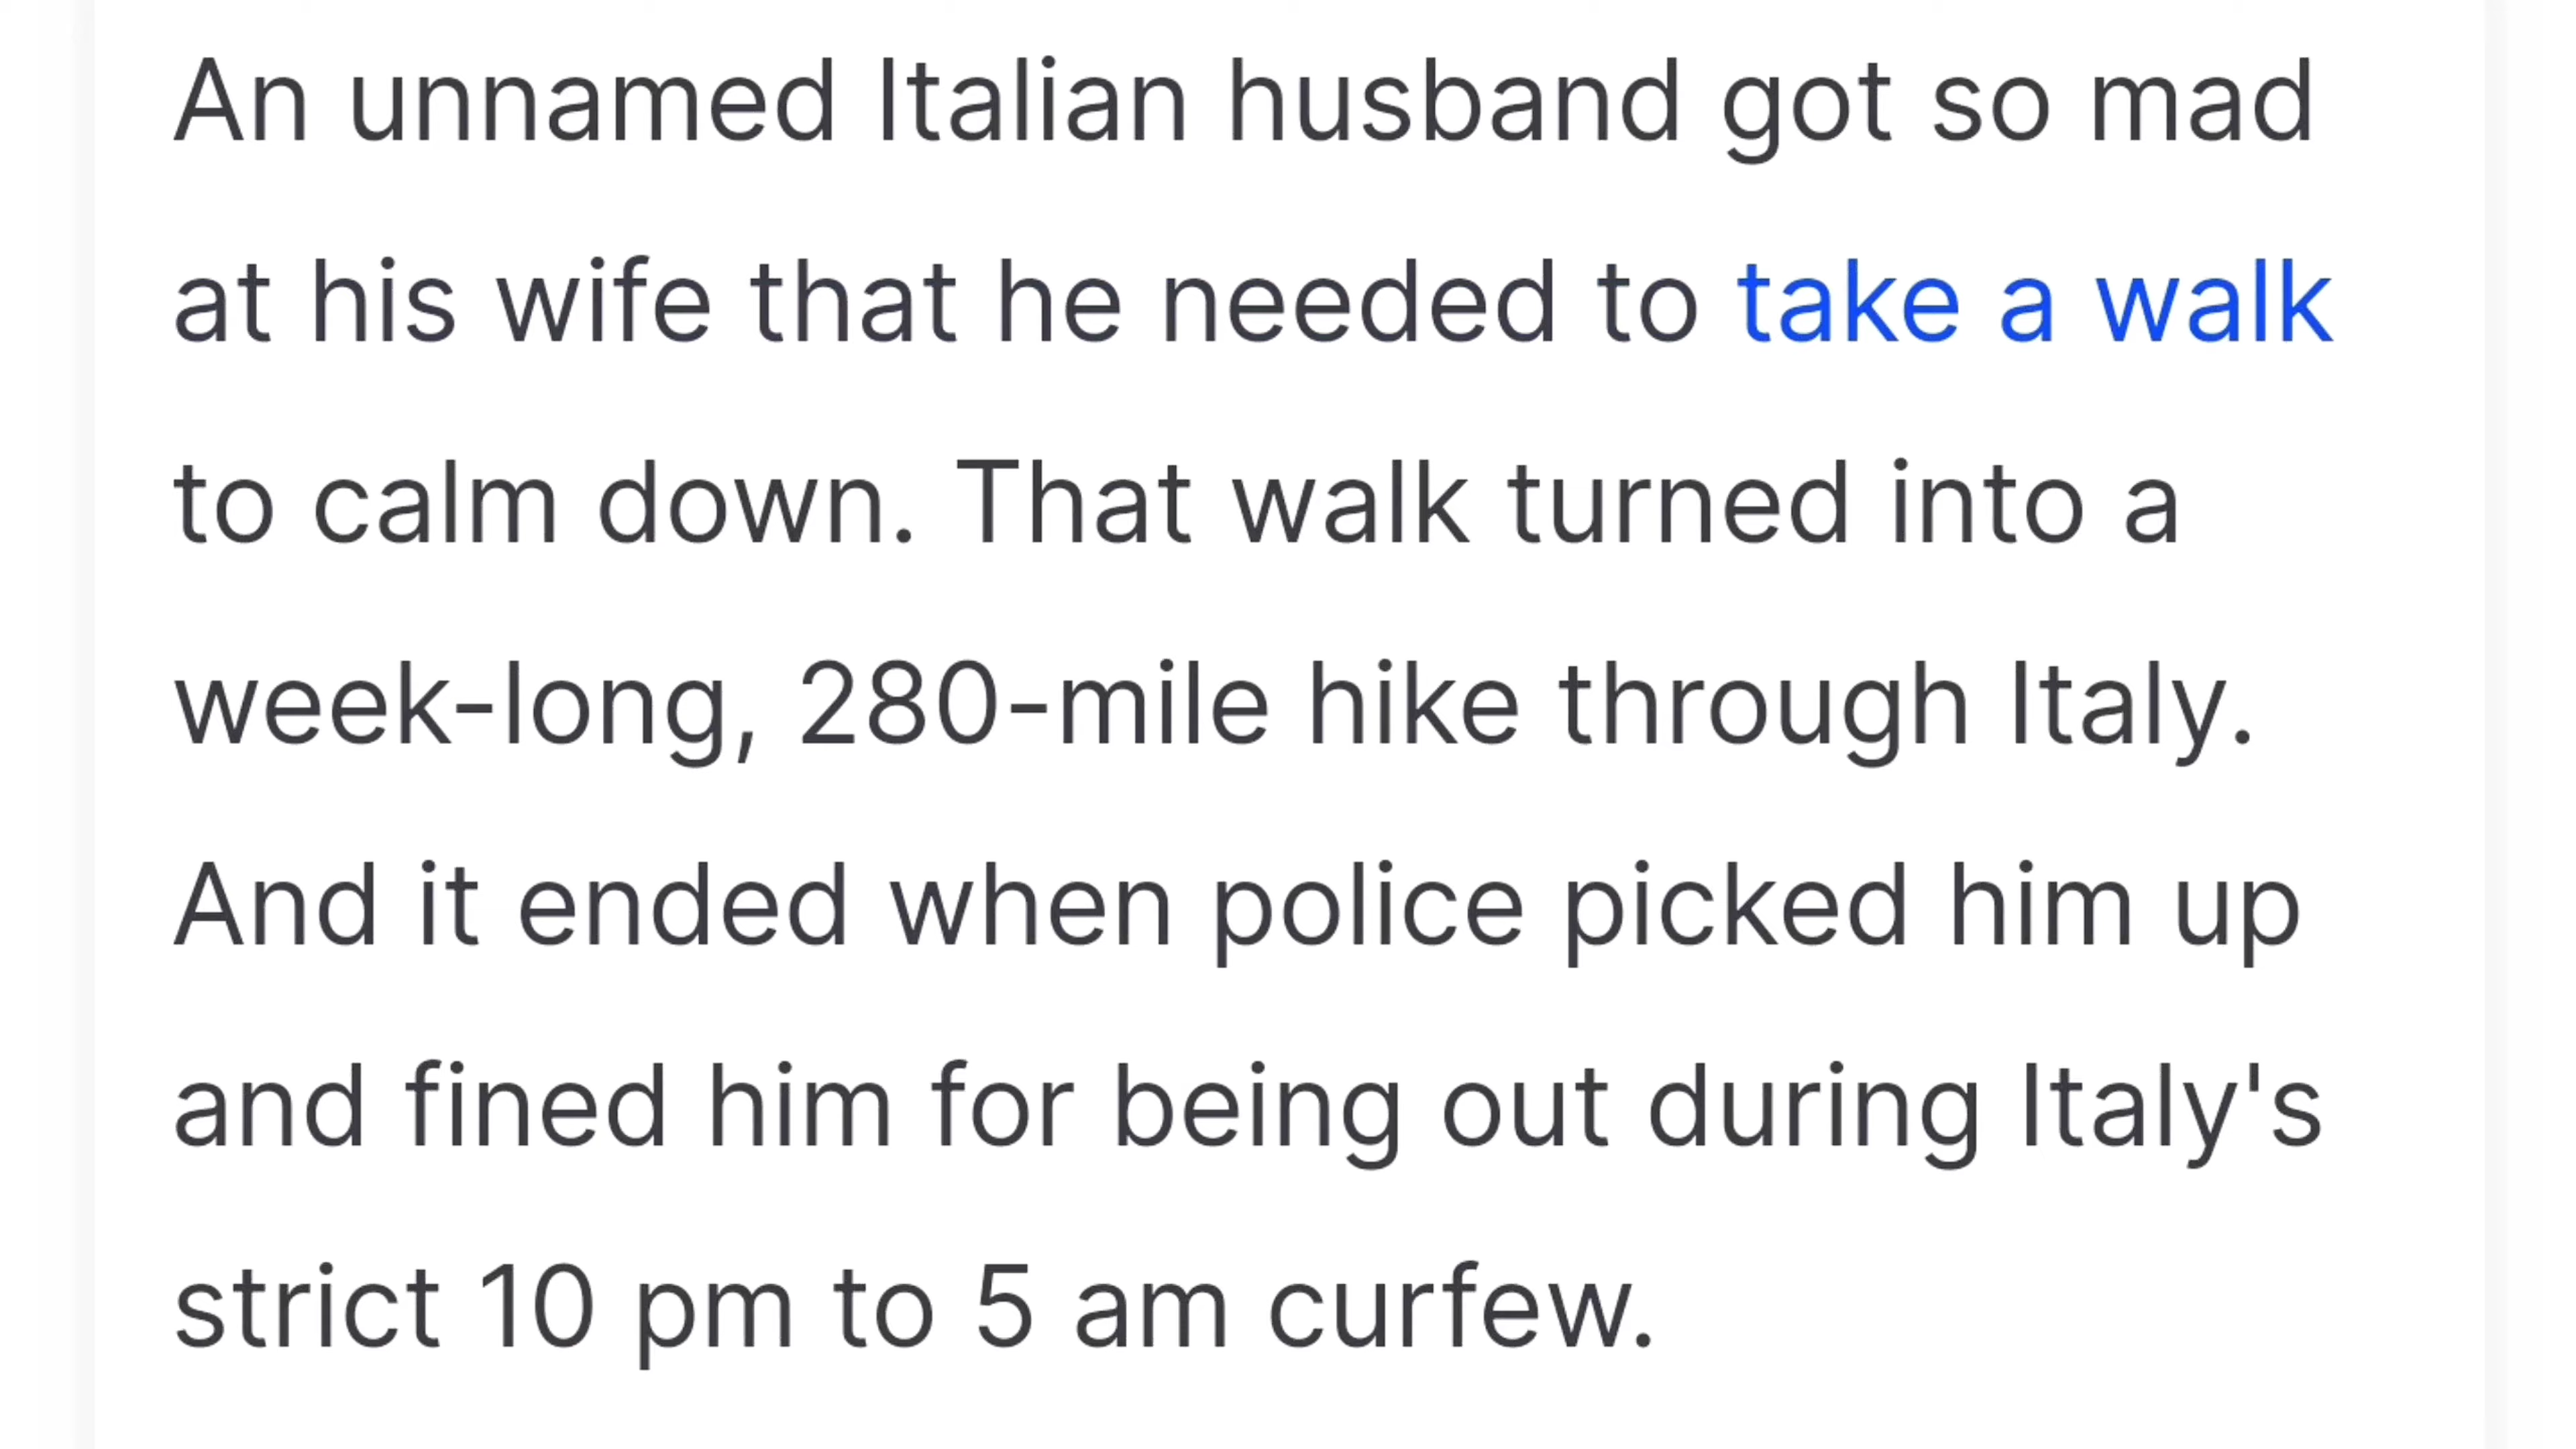 An unnamed Italian husband got so mad
at his wife that he needed to take a walk
to calm down. That walk turned into a
week-long, 280-mile hike through Italy.
And it ended when police picked him up
and fined him for being out during Italy's
strict 10 pm to 5 am curfew.